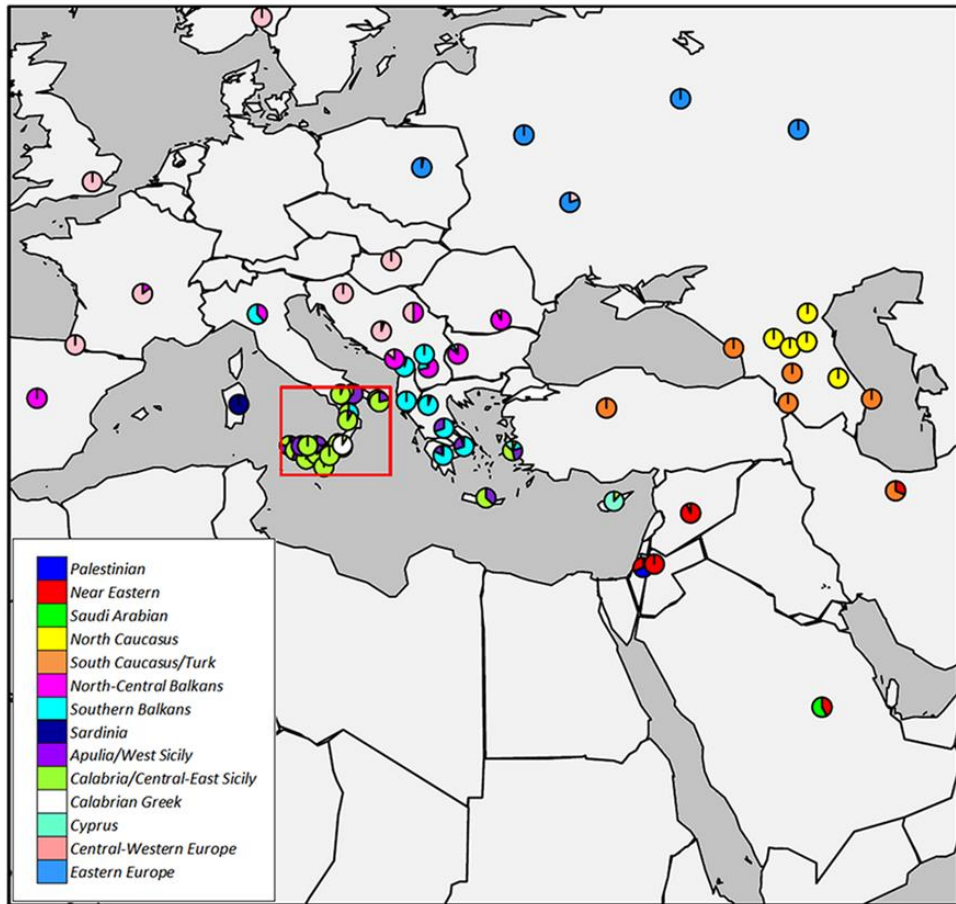 Palestinian
Near Eastern
Saudi Arabian
North Caucasus
South Caucasus/Turk
North-Central Balkans
Southern Balkans
Sardinia
Apulia/West Sicily
Calabria/Central-East Sicily
Calabrian Greek
Cyprus
Central-Western Europe
Eastern Europe